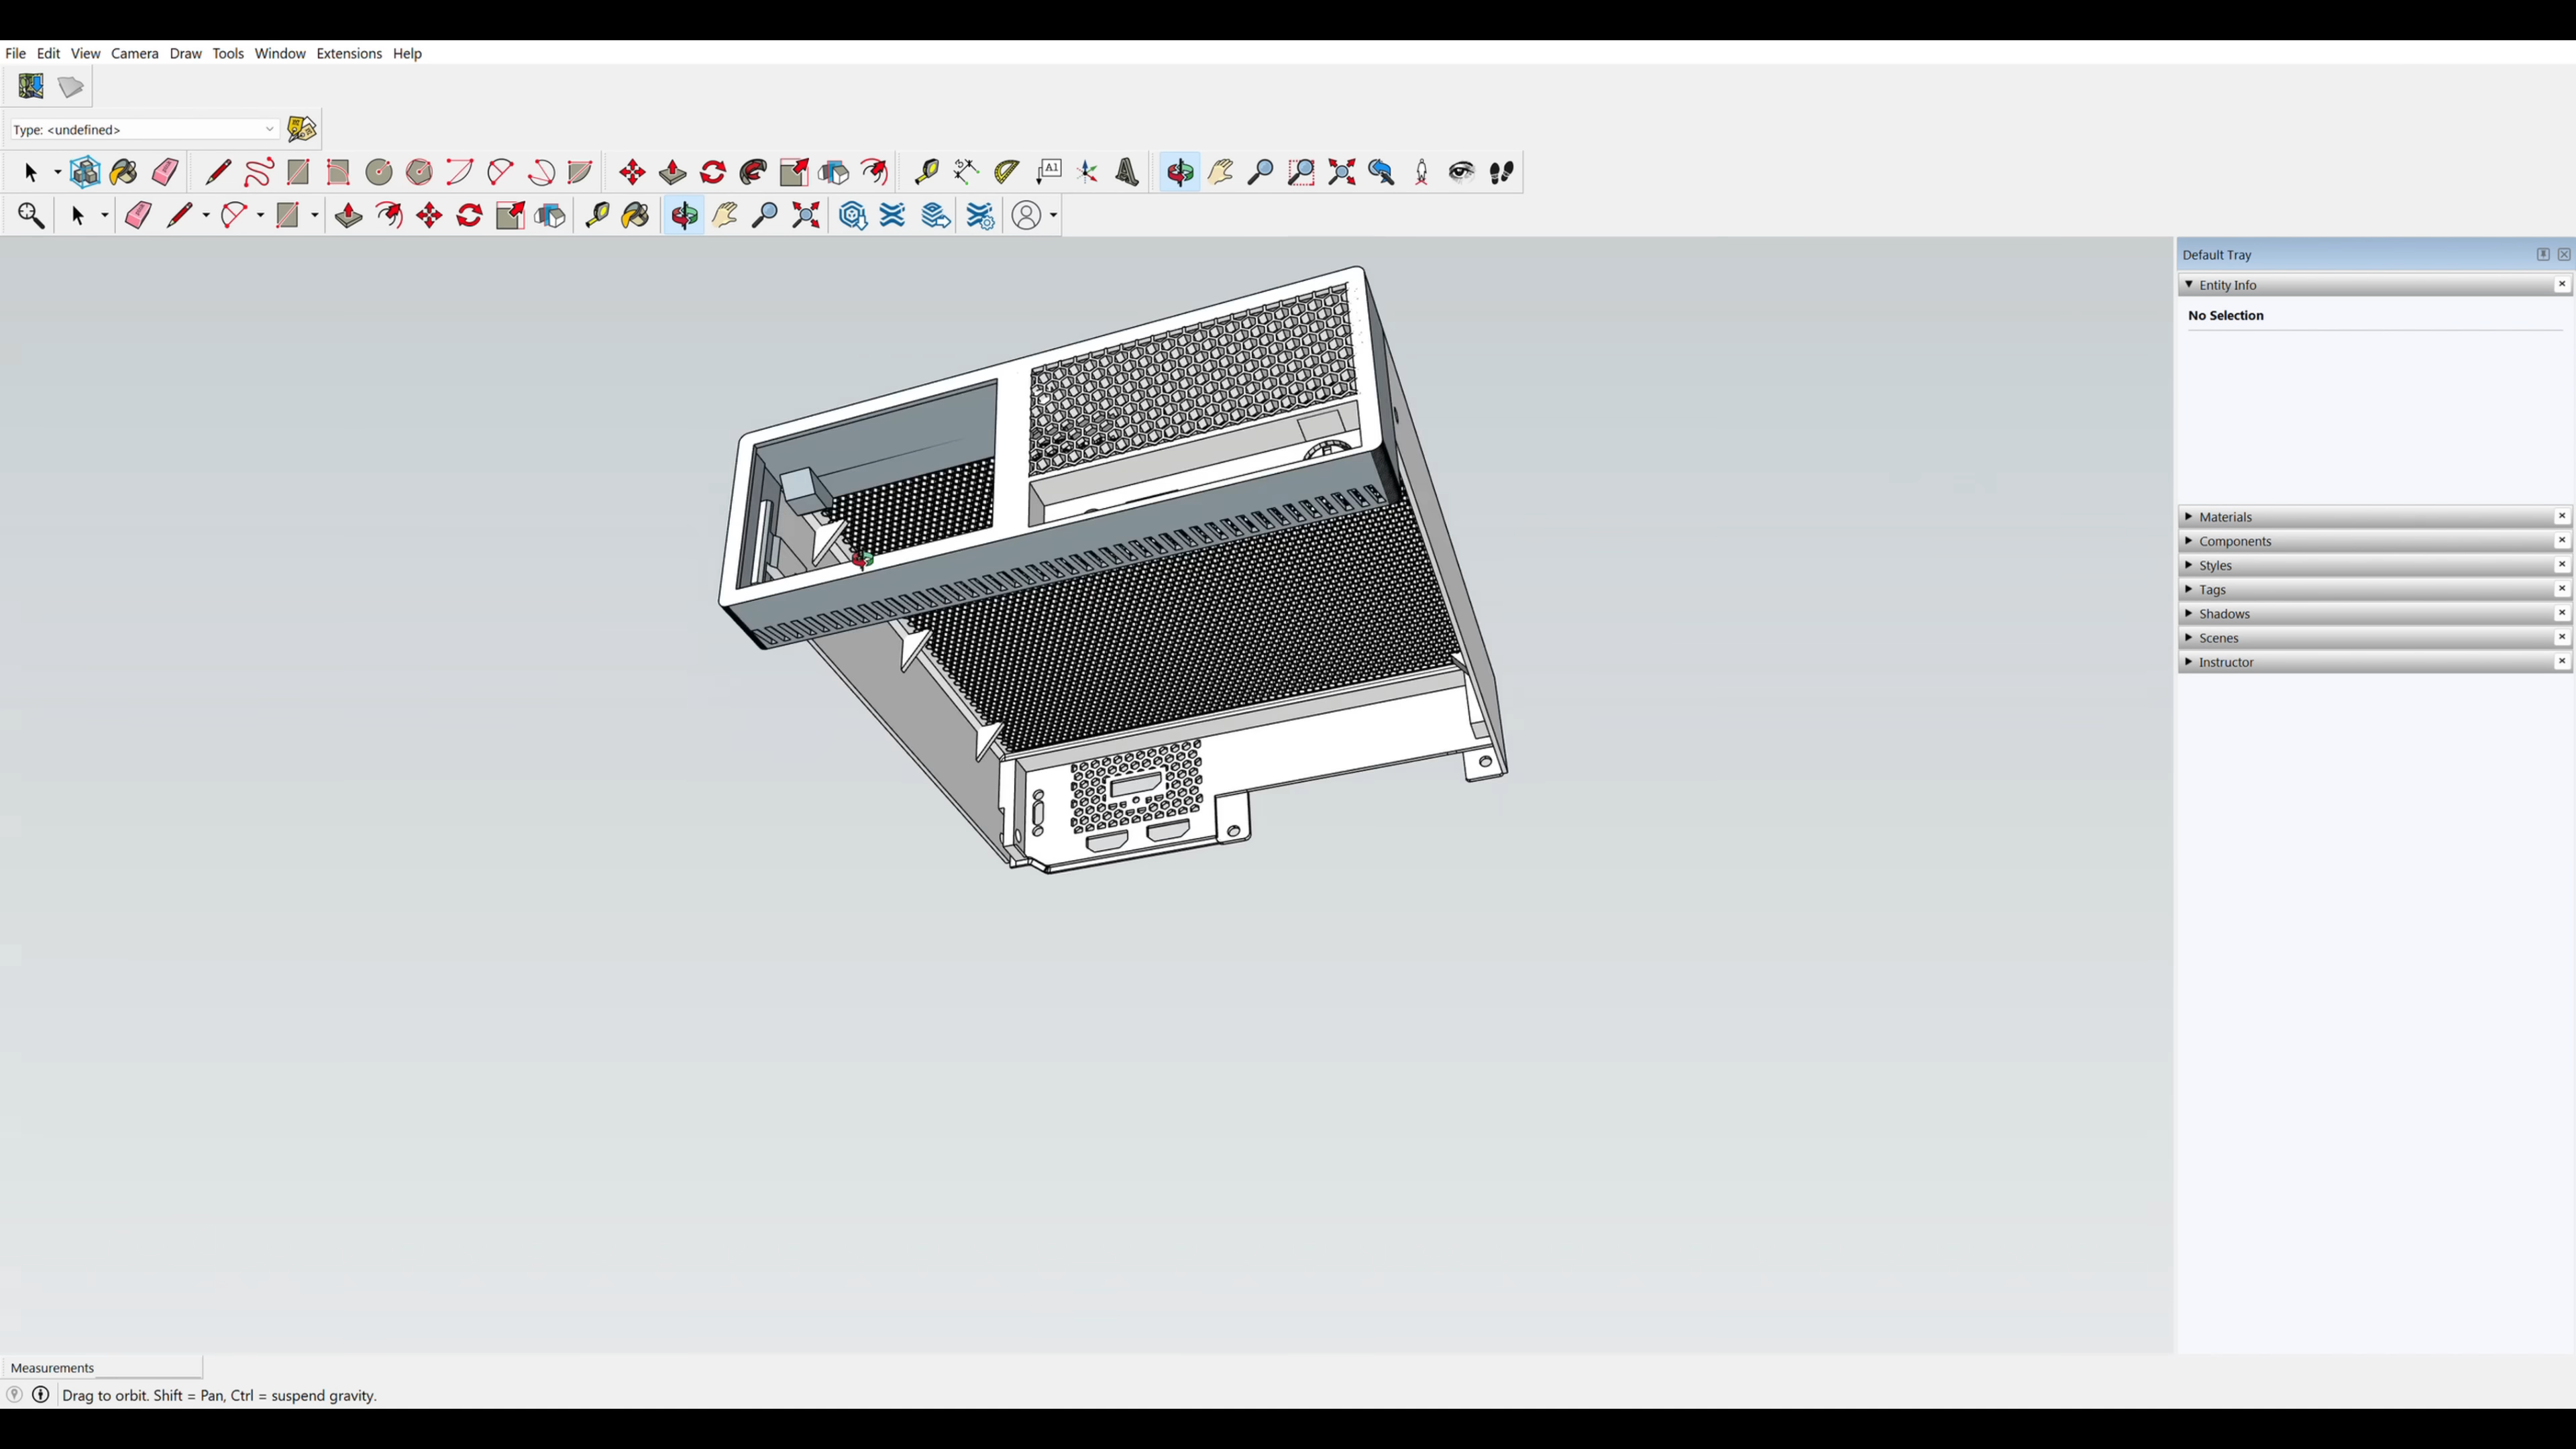 File Edit View Camera Draw Tools Window Extensions Help
Type: <undefined>
A1
Default Tray
Entity Info
No Selection
Materials
Components
Styles
Tags
Shadows
Scenes
Instructor
Measurements
Drag to orbit. Shift = Pan, Ctrl = suspend gravity.